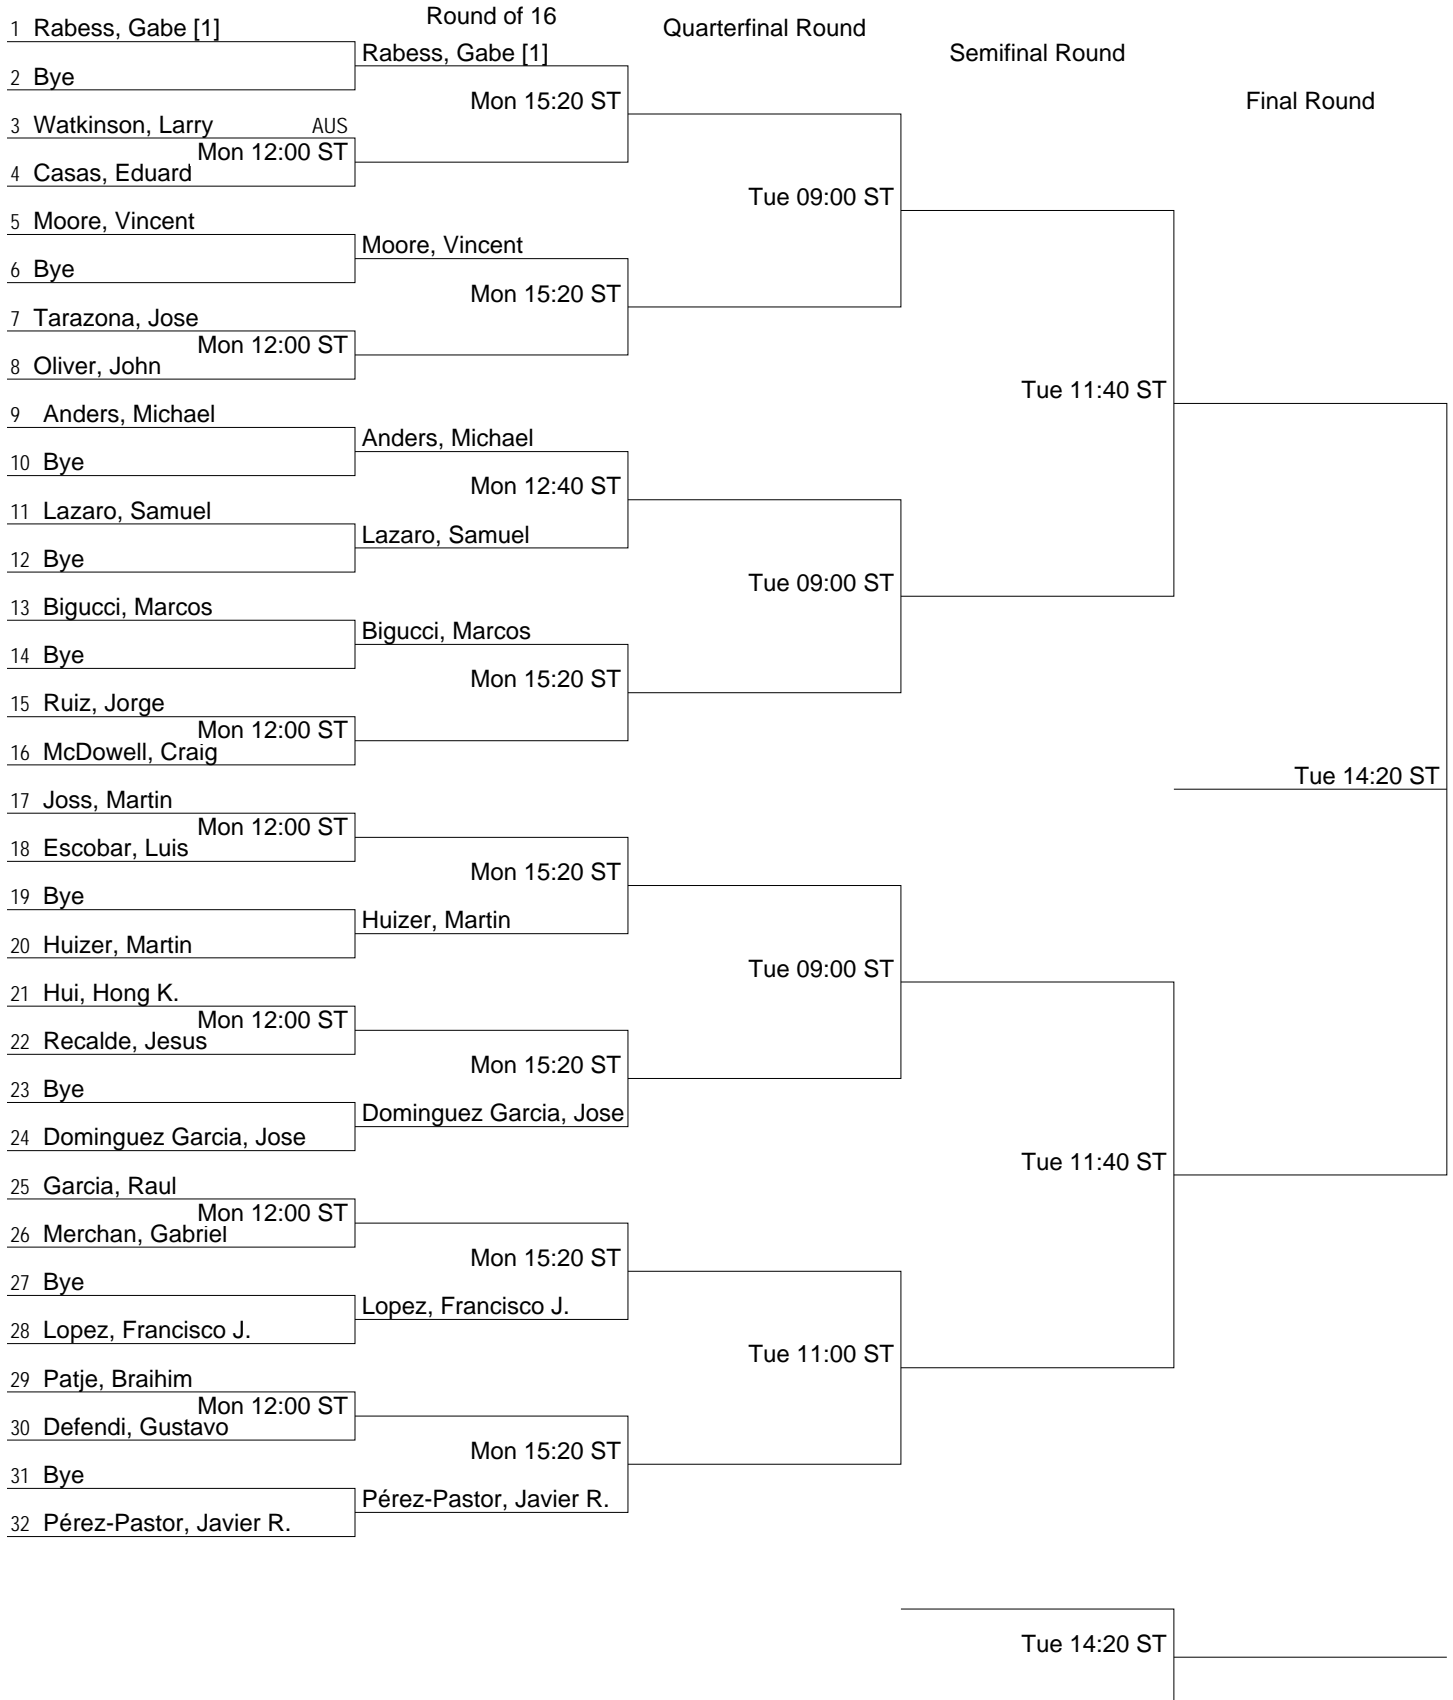 Round of 16
1 Rabess, Gabe [1]
Quarterfinal Round
Rabess, Gabe [1]
Semifinal Round
2 Bye
Mon 15:20 ST
Final Round
3 Watkinson, Larry AUS
Mon 12:00 ST
4 Casas, Eduard
Tue 09:00 ST
5 Moore, Vincent
Moore, Vincent
6 Bye
Mon 15:20 ST
7 Tarazona, Jose
Mon 12:00 ST
8 Oliver, John
Tue 11:40 ST
9 Anders, Michael
Anders, Michael
10 Bye
Mon 12:40 ST
11 Lazaro, Samuel
Lazaro, Samuel
12 Bye
Tue 09:00 ST
13 Bigucci, Marcos
Bigucci, Marcos
14 Bye
Mon 15:20 ST
15 Ruiz, Jorge
Mon 12:00 ST
16 McDowell, Craig
Tue 14:20 ST
17 Joss, Martin
Mon 12:00 ST
18 Escobar, Luis
Mon 15:20 ST
19 Bye
Huizer, Martin
20 Huizer, Martin
Tue 09:00 ST
21 Hui, Hong K.
Mon 12:00 ST
22 Recalde, Jesus
Mon 15:20 ST
23 Bye
Dominguez Garcia, Jose
24 Dominguez Garcia, Jose
Tue 11:40 ST
25 Garcia, Raul
Mon 12:00 ST
26 Merchan, Gabriel
Mon 15:20 ST
27 Bye
Lopez, Francisco J.
28 Lopez, Francisco J.
Tue 11:00 ST
29 Patje, Braihim
Mon 12:00 ST
30 Defendi, Gustavo
Mon 15:20 ST
31 Bye
Pérez-Pastor, Javier R.
32 Pérez-Pastor, Javier R.
Tue 14:20 ST